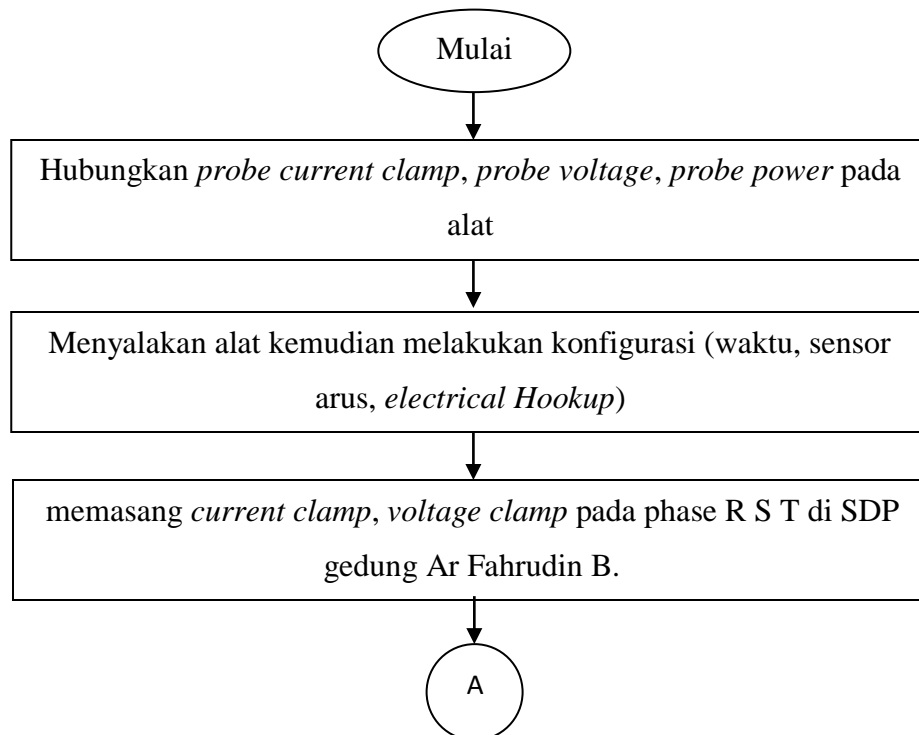 Mulai
Hubungkan probe current clamp, probe voltage, probe power pada
alat
Menyalakan alat kemudian melakukan konfigurasi (waktu, sensor
arus, electrical Hookup)
memasang current clamp, voltage clamp pada phase R S T di SDP
gedung Ar Fahrudin B.
A